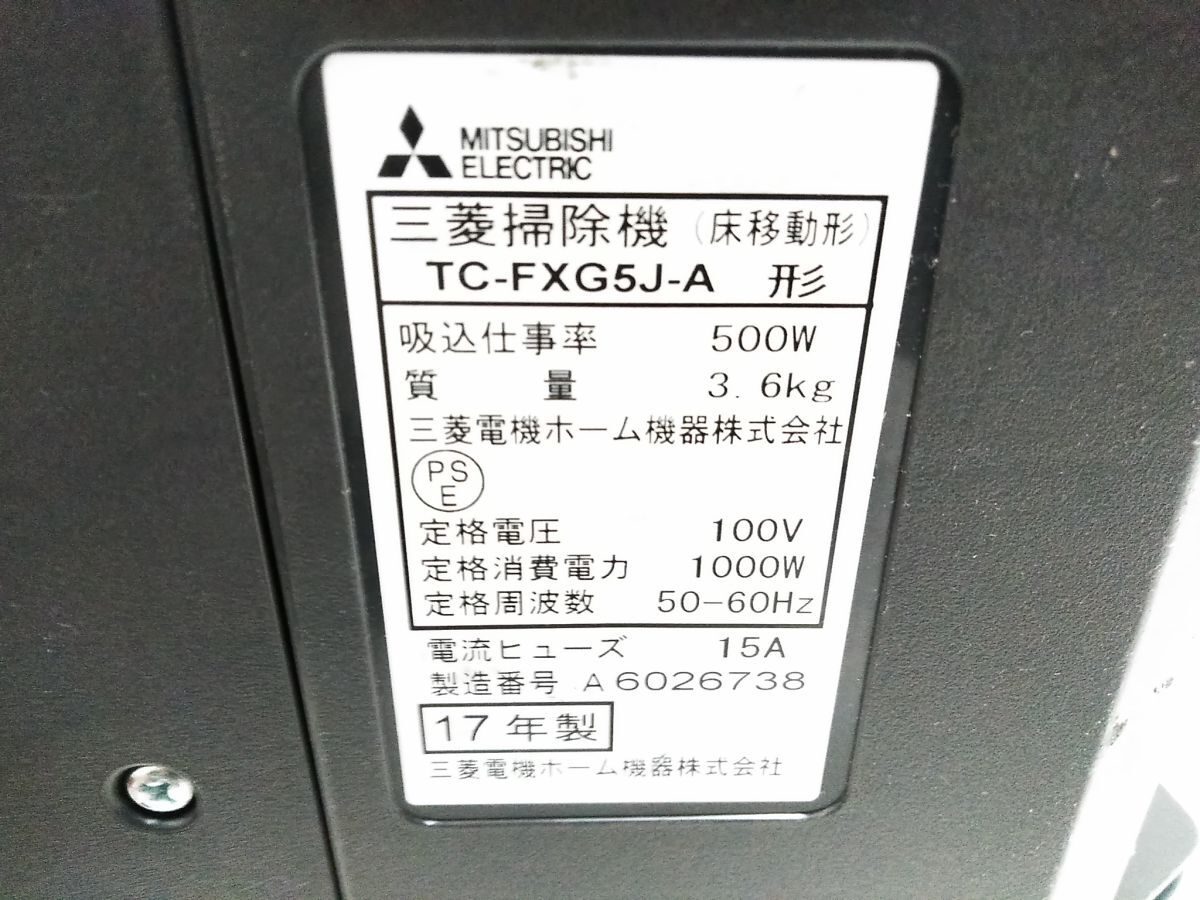 MITSUBISHI
ELECTRIC
三菱掃除機(床移動形)
TC-FXG5J-A 形
吸込仕事率 500W
質 量 3.6kg
三菱電機ホーム機器株式会社
PS
E
定格電圧 100V
定格消費電力 1000W
定格周波数 50-60Hz
電流ヒューズ 15A
製造番号 A6026738
17年製
三菱電機ホーム機器株式会社